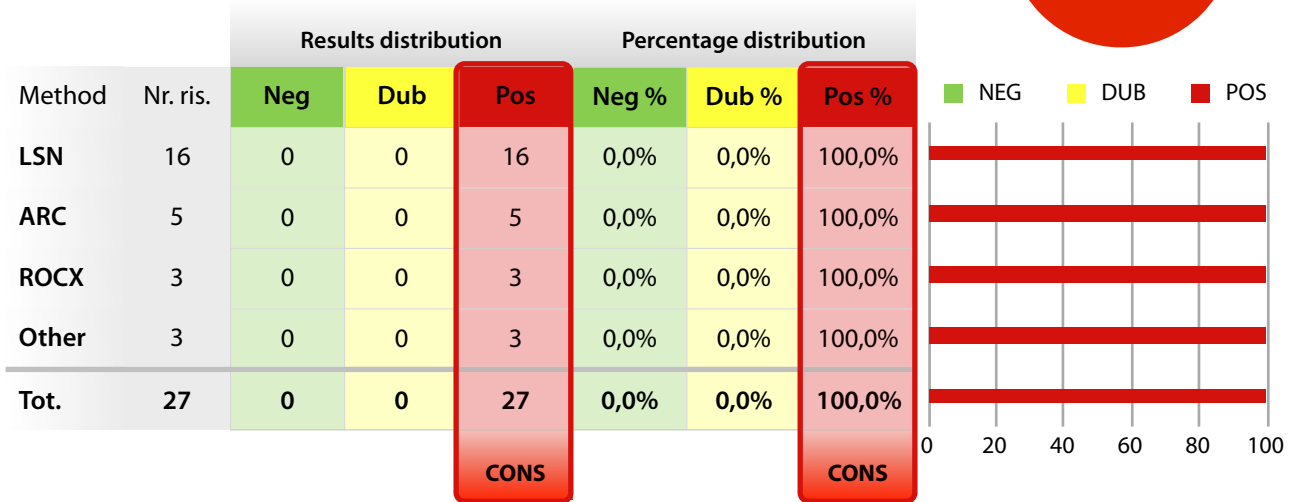 Results distribution Percentage distribution
Method Nr. ris. Neg Dub Pos Neg % Dub % Pos % NEG DUB POS
LSN 16 0 0 16 0,0% 0,0% 100,0%
ARC 5 0 0 5 0,0% 0,0% 100,0%
ROCX 3 0 0 3 0,0% 0,0% 100,0%
Other 3 0 0 3 0,0% 0,0% 100,0%
Tot. 27 0 0 27 0,0% 0,0% 100,0%
0 20 40 60 80 100
CONS CONS